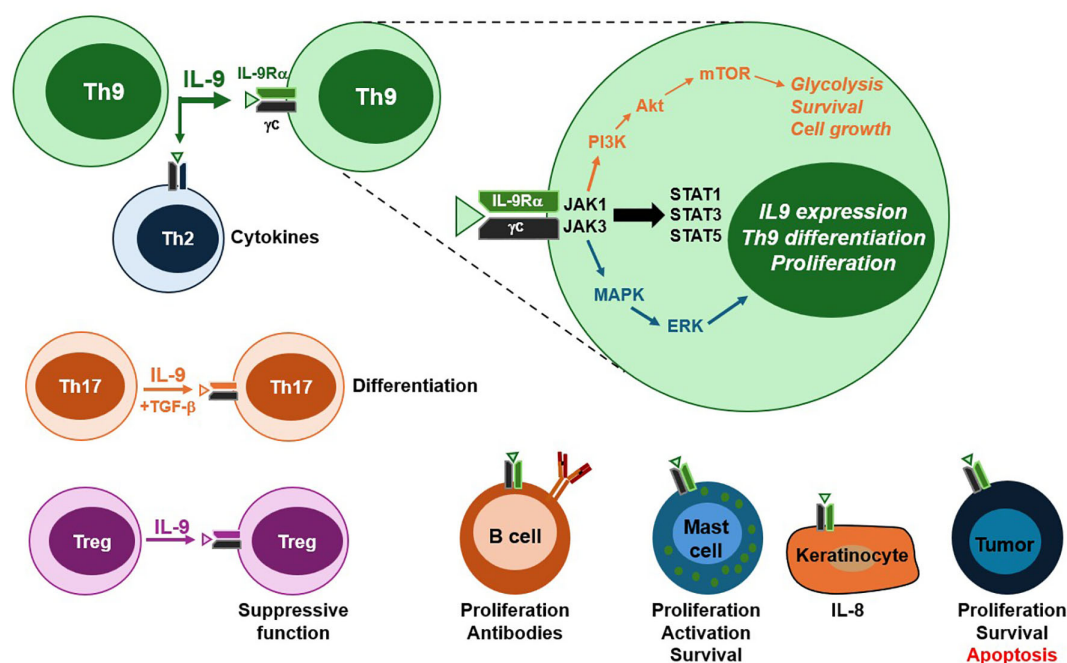 Th9
IL-9
IL-9Rα
γc
Th9
Th2
Cytokines
IL-9Rα
γc
JAK1
JAK3
PI3K
Akt
mTOR
Glycolysis
Survival
Cell growth
STAT1
STAT3
STAT5
IL9 expression
Th9 differentiation
Proliferation
MAPK
ERK
Th17
IL-9
+TGF-β
Th17
Differentiation
Treg
IL-9
Treg
Suppressive
function
B cell
Proliferation
Antibodies
Mast
cell
Proliferation
Activation
Survival
Keratinocyte
IL-8
Tumor
Proliferation
Survival
Apoptosis